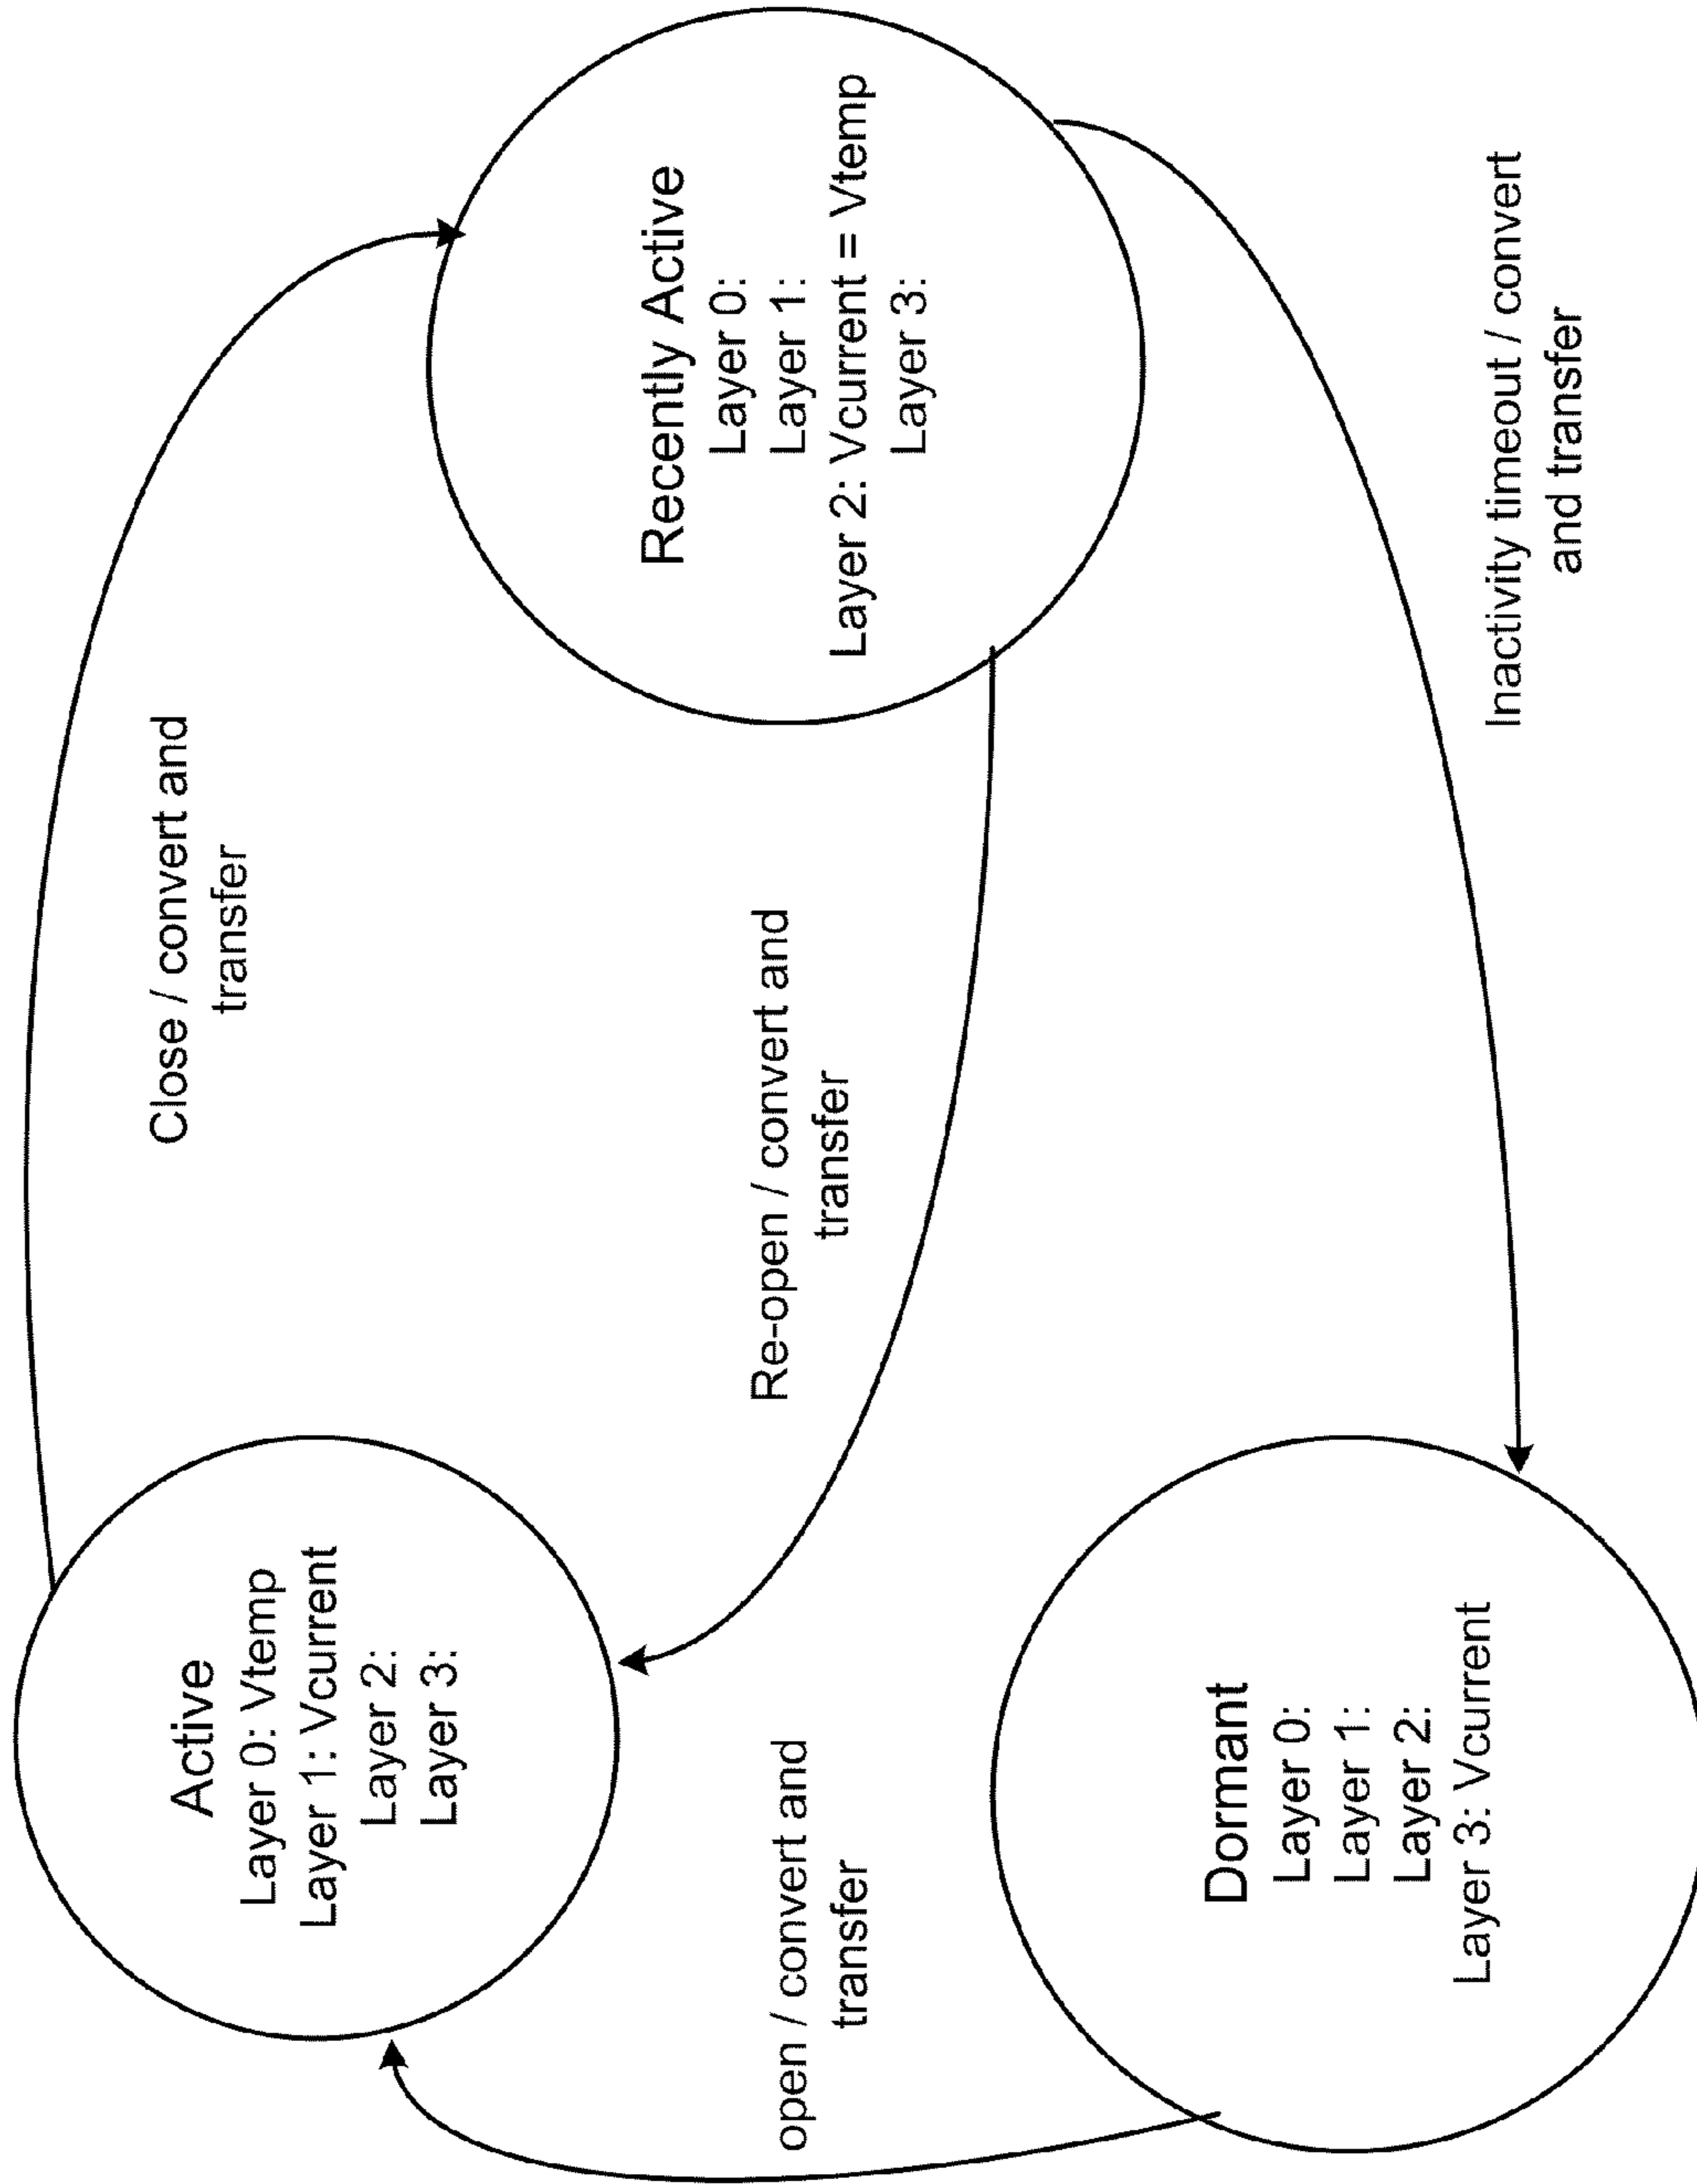 Active
Layer 0: Vtemp
Layer 1: Vcurrent
Layer 2:
Layer 3:
Close / convert and
transfer
Recently Active
Layer 0:
Layer 1:
Layer 2: Vcurrent = Vtemp
Layer 3:
Re-open / convert and
transfer
open / convert and
transfer
Dormant
Layer 0:
Layer 1:
Layer 2:
Layer 3: Vcurrent
Inactivity timeout / convert
and transfer